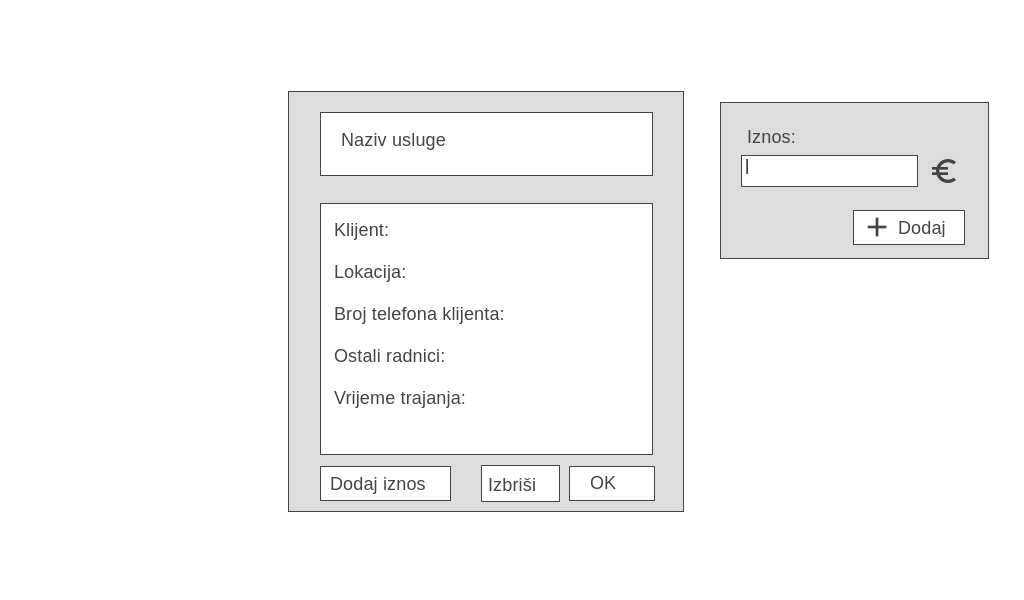 Naziv usluge
Klijent:
Lokacija:
Broj telefona klijenta:
Ostali radnici:
Vrijeme trajanja:
Dodaj iznos
Izbriši
OK
Iznos:
€
+ Dodaj